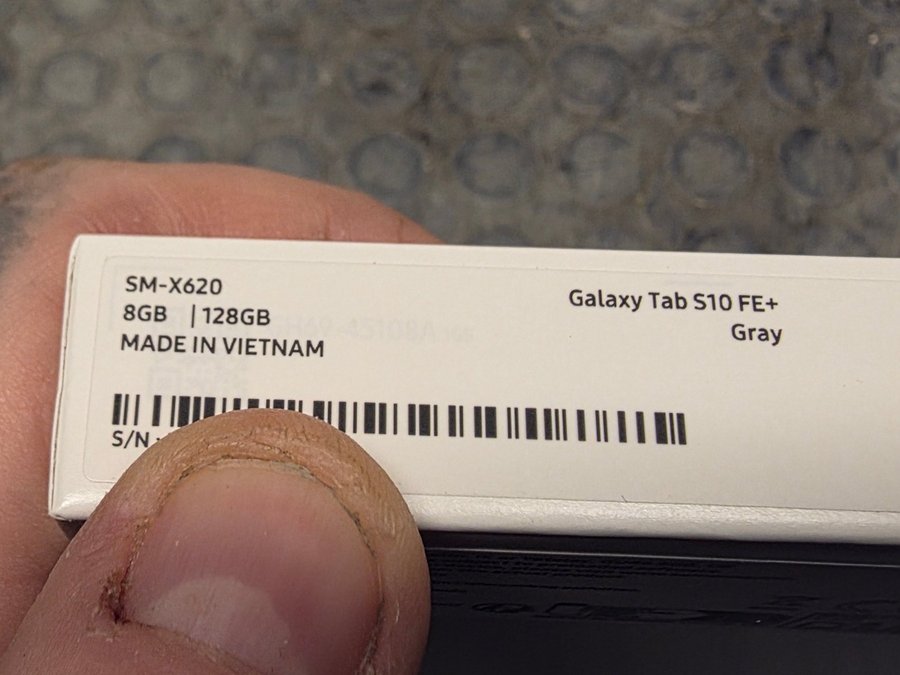 SM-X620
8GB | 128GB
MADE IN VIETNAM
Galaxy Tab S10 FE+
Gray
S/N